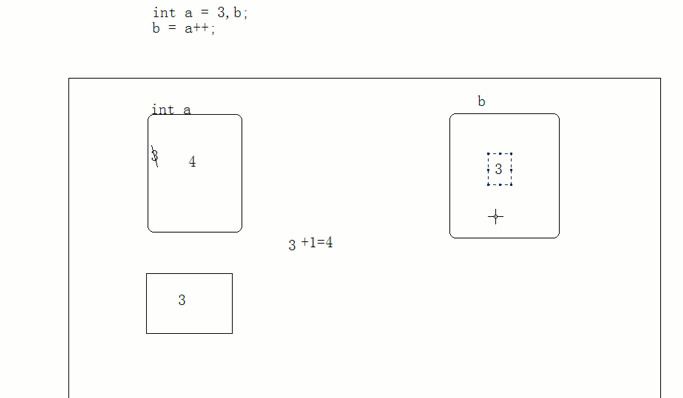 int a = 3,b;
b = a++;
int a
b
3
4
3
3 +1=4
3